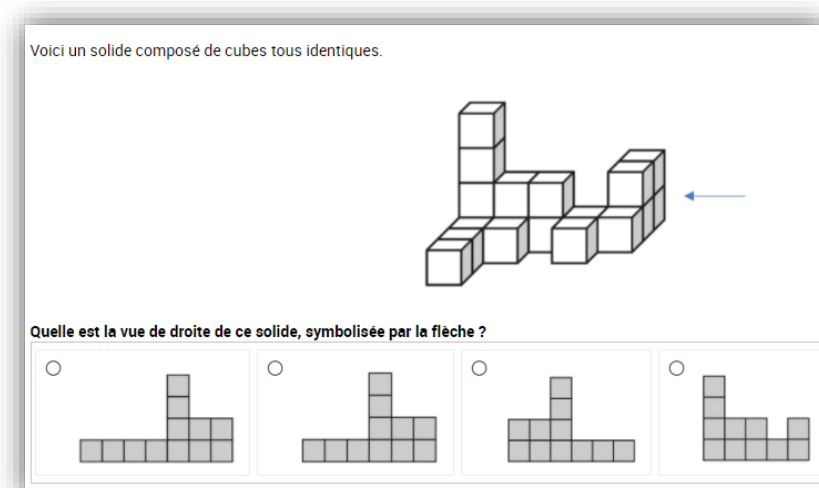 Voici un solide composé de cubes tous identiques.
Quelle est la vue de droite de ce solide, symbolisée par la flèche ?